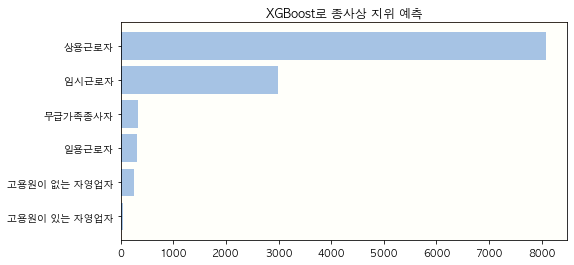 XGBoost로 종사상 지위 예측
상용근로자
임시근로자
무급가족종사자
일용근로자
고용원이 없는 자영업자
고용원이 있는 자영업자
0 1000 2000 3000 4000 5000 6000 7000 8000